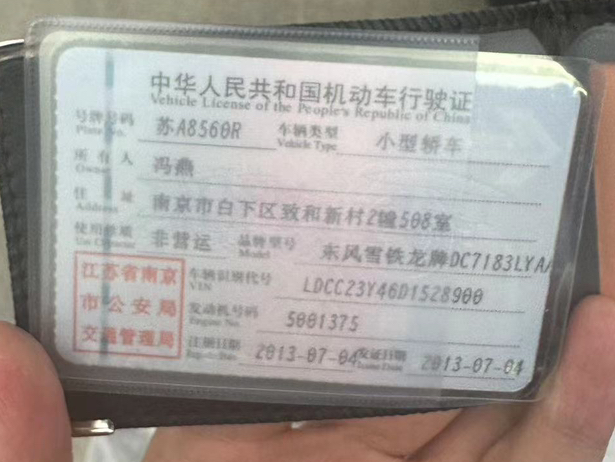 中华人民共和国机动车行驶证
Vehicle License of the People's Republic of China
号牌号码 苏A8560R 车辆类型 小型轿车
Plate No. Vehicle Type
所有人 冯燕
Owner
住址 南京市白下区致和新村2幢508室
Address
使用性质 非营运 品牌型号 东风雪铁龙牌DC7183LYAA
Use Character Model
江苏省南京 车辆识别代号 LDCC23Y46D1528900
VIN
市公安局 发动机号码 5001375
Engine No.
交通管理局 注册日期 2013-07-04 发证日期 2013-07-04
Register Date Issue Date